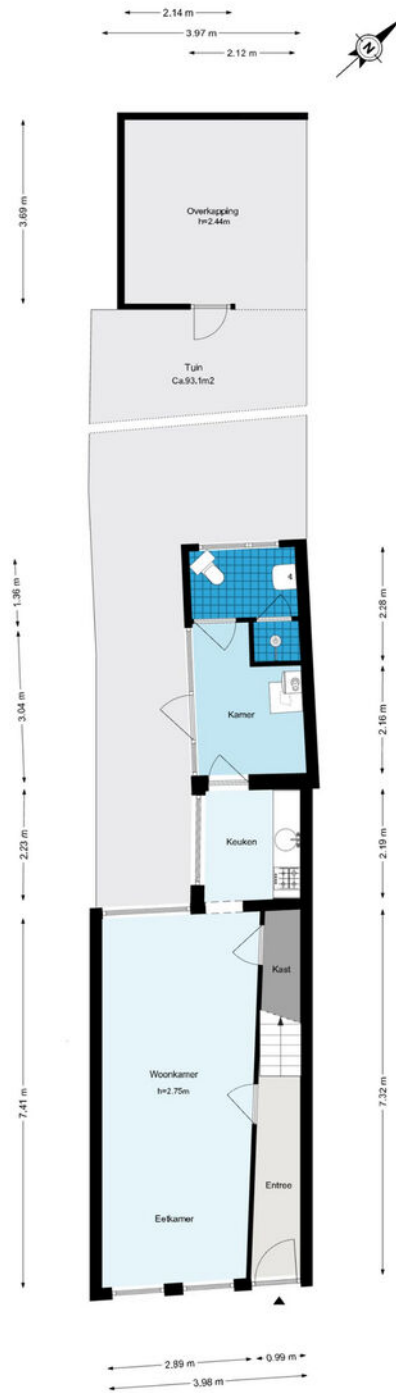 2.14 m
3.97 m
2.12 m
N
3.69 m
Overkapping
h=2.44m
Tuin
Ca.93.1m2
1.36 m
2.28 m
3.04 m
Kamer
2.16 m
2.23 m
Keuken
2.19 m
Kast
7.41 m
Woonkamer
h=2.75m
7.32 m
Entree
Eetkamer
2.89 m
0.99 m
3.98 m